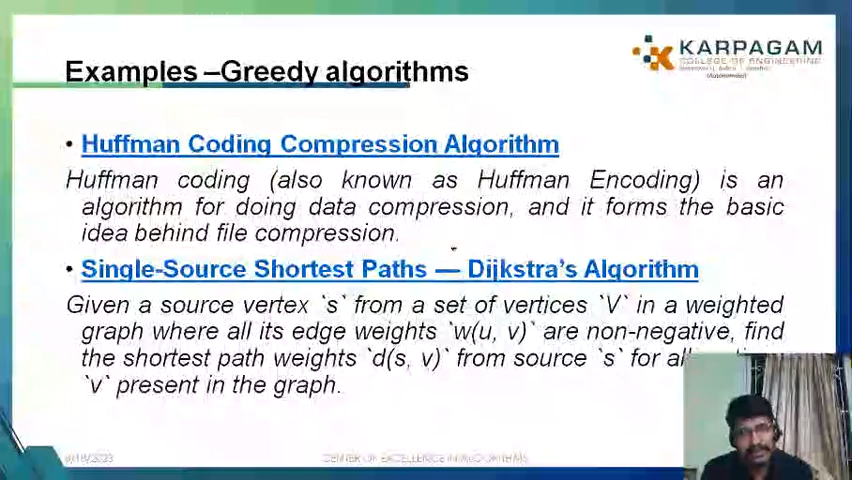 KARPAGAM
COLLEGE OF ENGINEERING
(Autonomous)
Examples –Greedy algorithms
• Huffman Coding Compression Algorithm
Huffman coding (also known as Huffman Encoding) is an
algorithm for doing data compression, and it forms the basic
idea behind file compression.
• Single-Source Shortest Paths — Dijkstra’s Algorithm
Given a source vertex `s` from a set of vertices `V` in a weighted
graph where all its edge weights `w(u, v)` are non-negative, find
the shortest path weights `d(s, v)` from source `s` for all
`v` present in the graph.
CENTER OF EXCELLENCE IN ALGORITHMS